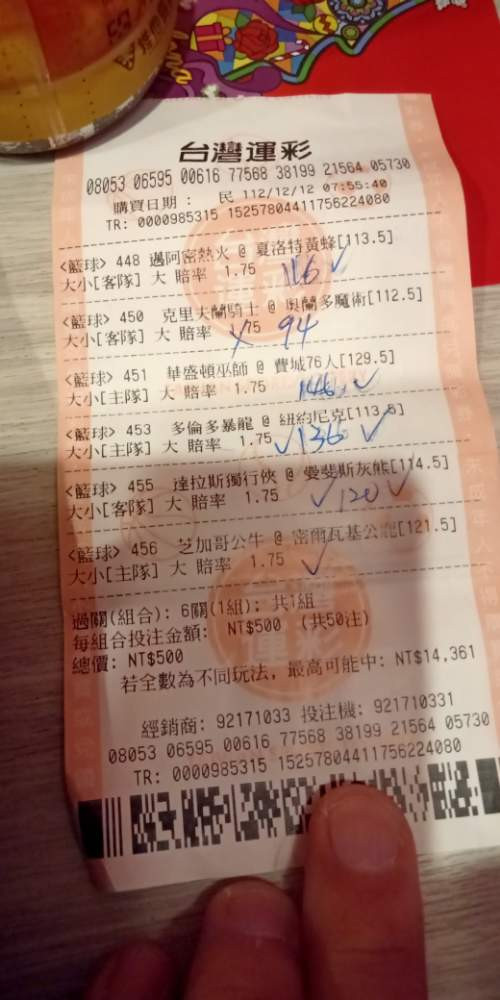 台灣運彩
08053 06595 00616 77568 38199 21564 05730
購買日期： 民 112/12/12 07:55:40
TR: 0000985315 15257804411756224080
<籃球> 448 邁阿密熱火 @ 夏洛特黃蜂[113.5]
大小[客隊] 大 賠率 1.75 116 ✓
<籃球> 450 克里夫蘭騎士 @ 奧蘭多魔術[112.5]
大小[客隊] 大 賠率 1.75 X 94
<籃球> 451 華盛頓巫師 @ 費城76人[129.5]
大小[主隊] 大 賠率 1.75 146 ✓
<籃球> 453 多倫多暴龍 @ 紐約尼克[113.5]
大小[主隊] 大 賠率 1.75 ✓ 136 ✓
<籃球> 455 達拉斯獨行俠 @ 曼斐斯灰熊[114.5]
大小[客隊] 大 賠率 1.75 ✓ 120 ✓
<籃球> 456 芝加哥公牛 @ 密爾瓦基公鹿[121.5]
大小[主隊] 大 賠率 1.75 ✓
過關(組合): 6關(1組): 共1組
每組合投注金額: NT$500 (共50注)
總價: NT$500
若全數為不同玩法, 最高可能中: NT$14,361
經銷商: 92171033 投注機: 921710331
08053 06595 00616 77568 38199 21564 05730
TR: 0000985315 15257804411756224080